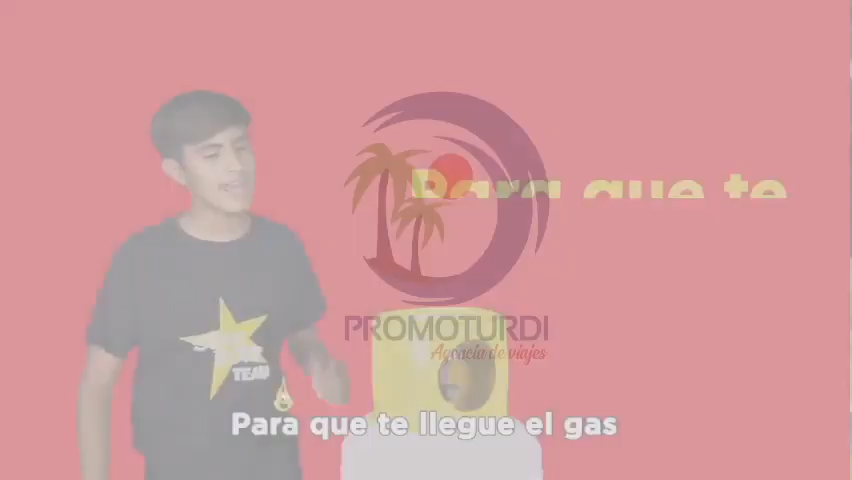 Para que te
PROMOTURDI
Agencia de viajes
TEAM
Para que te llegue el gas